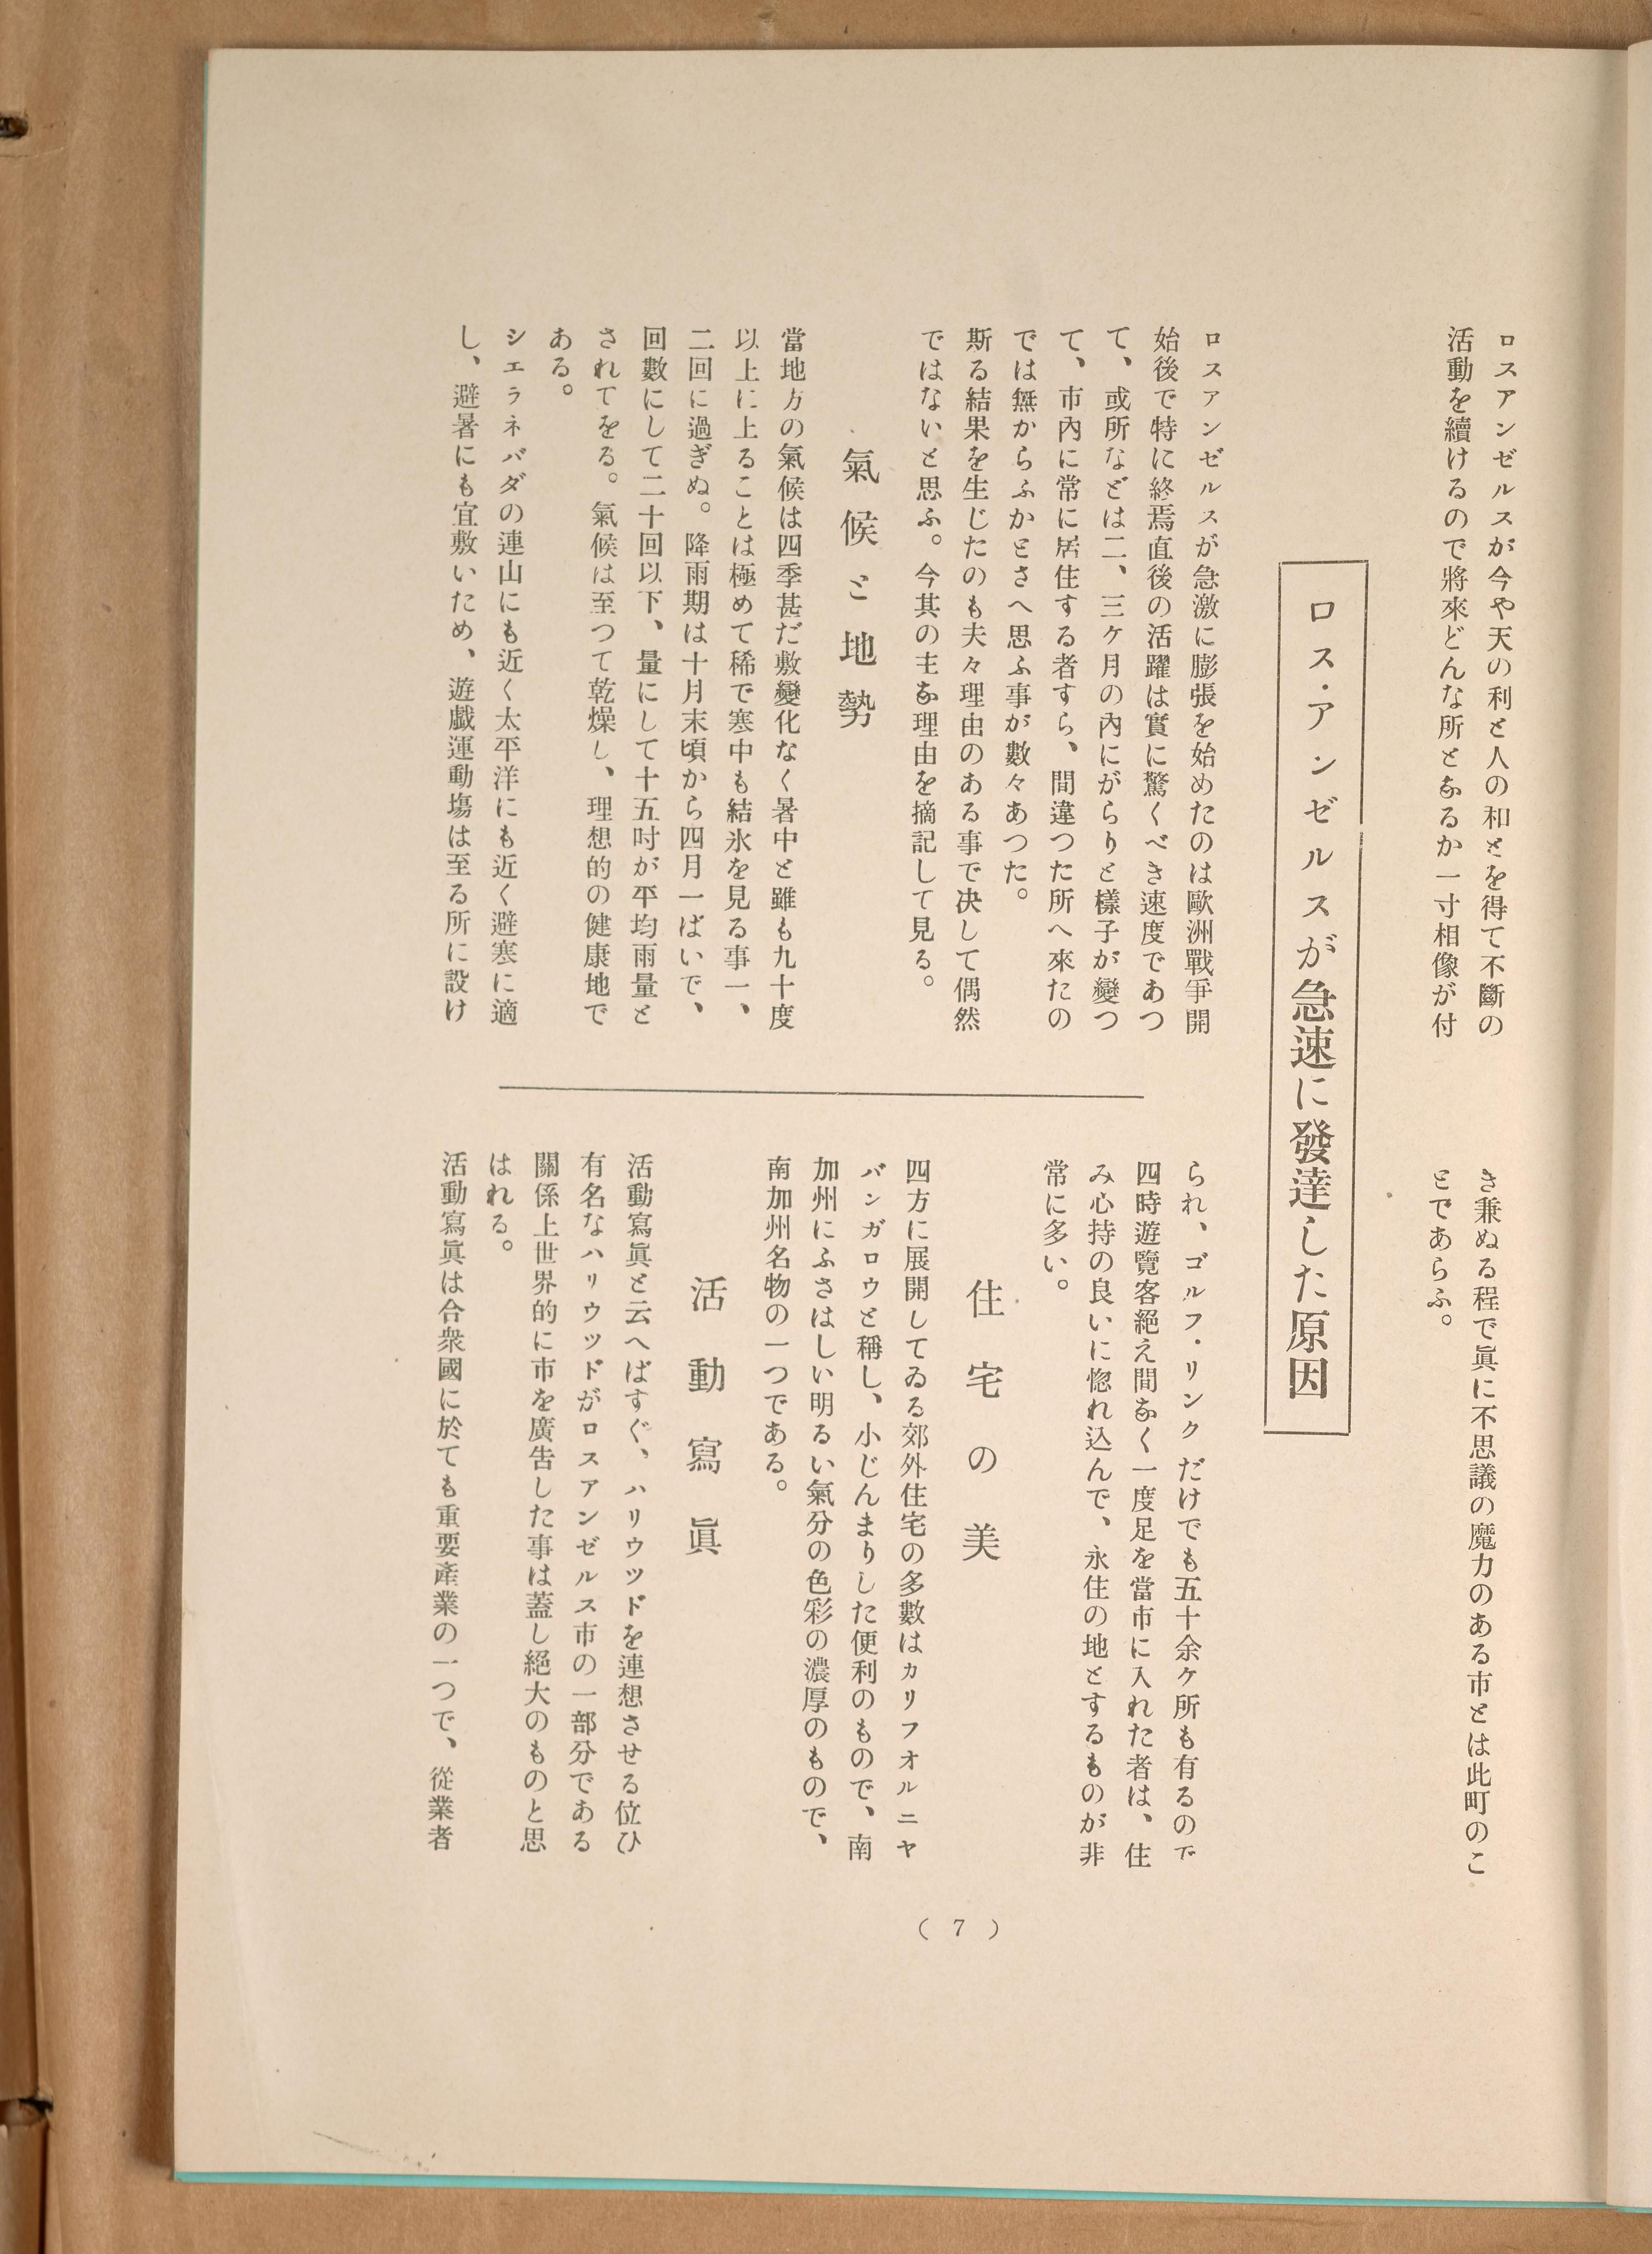 ロスアンゼルスが今や天の利と人の和とを得て不斷の
活動を續けるので將來どんな所となるか一寸相像が付
き兼ぬる程で眞に不思議の魔力のある市とは此町のこ
とであらふ。
ロス・アンゼルスが急速に發達した原因
ロスアンゼルスが急激に膨張を始めたのは歐洲戰爭開
始後で特に終焉直後の活躍は實に驚くべき速度であつ
て、或所などは二、三ケ月の內にがらりと樣子が變つ
て、市內に常に居住する者すら、間違つた所へ來たの
では無からふかとさへ思ふ事が數々あつた。
斯る結果を生じたのも夫々理由のある事で決して偶然
ではないと思ふ。今其の主な理由を摘記して見る。
氣候と地勢
當地方の氣候は四季甚だ敷變化なく暑中と雖も九十度
以上に上ることは極めて稀で寒中も結氷を見る事一、
二回に過ぎぬ。降雨期は十月末頃から四月一ぱいで、
回數にして二十回以下、量にして十五吋が平均雨量と
されてをる。氣候は至つて乾燥し、理想的の健康地で
ある。
シエラネバダの連山にも近く太平洋にも近く避寒に適
し、避暑にも宜敷いため、遊戯運動塲は至る所に設け
られ、ゴルフ・リンクだけでも五十余ケ所も有るので
四時遊覽客絕え間なく一度足を當市に入れた者は、住
み心持の良いに惚れ込んで、永住の地とするものが非
常に多い。
住宅の美
四方に展開してゐる郊外住宅の多數はカリフオルニヤ
バンガロウと稱し、小じんまりした便利のもので、南
加州にふさはしい明るい氣分の色彩の濃厚のもので、
南加州名物の一つである。
活動寫眞
活動寫眞と云へばすぐ、ハリウツドを連想させる位ひ
有名なハリウツドがロスアンゼルス市の一部分である
關係上世界的に市を廣告した事は蓋し絕大のものと思
はれる。
活動寫眞は合衆國に於ても重要產業の一つで、從業者
( 7 )